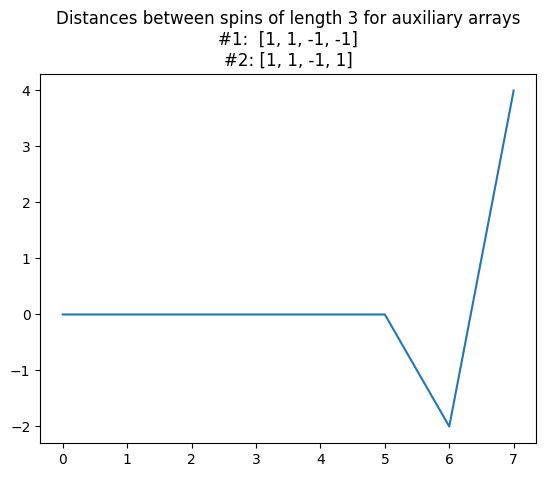 Distances between spins of length 3 for auxiliary arrays
#1:  [1, 1, -1, -1]
#2: [1, 1, -1, 1]
4
3
2
1
0
−1
−2
0 1 2 3 4 5 6 7